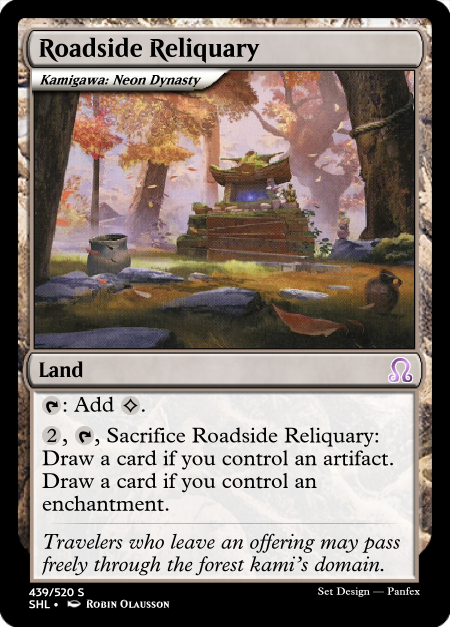 Roadside Reliquary
Kamigawa: Neon Dynasty
Land
: Add .
2, , Sacrifice Roadside Reliquary:
Draw a card if you control an artifact.
Draw a card if you control an
enchantment.
Travelers who leave an offering may pass
freely through the forest kami's domain.
439/520 S
SHL • Robin Olausson
Set Design — Panfex